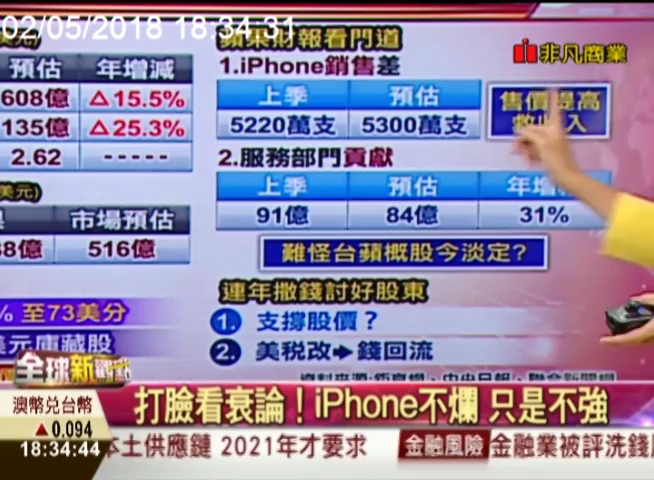 02/05/2018 18:34:31
非凡商業
預估 年增減
608億 △15.5%
135億 △25.3%
2.62 -----
市場預估
516億
蘋果財報看門道
1.iPhone銷售差
上季 預估
5220萬支 5300萬支
售價提高
2.服務部門貢獻
上季 預估
91億 84億 31%
難怪台蘋概股今淡定?
連年撒錢討好股東
1. 支撐股價?
2. 美稅改➡錢回流
% 至73美分
美元庫藏股
全球新觀點
打臉看衰論!iPhone不爛 只是不強
澳幣兌台幣
▲0.094
18:34:44
本土供應鏈 2021年才要求 金融風險 金融業被評洗錢